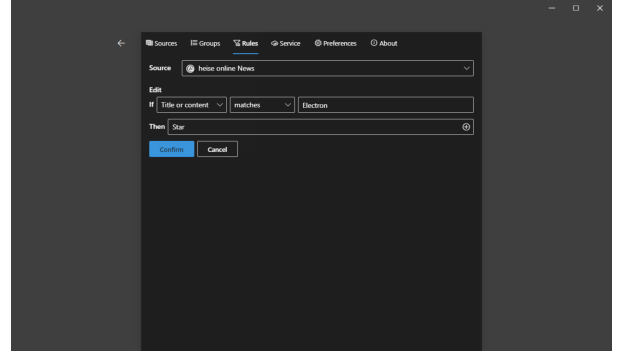 Sources Groups Rules Service Preferences About
Source heise online News
Edit
If Title or content matches Electron
Then Star
Confirm Cancel